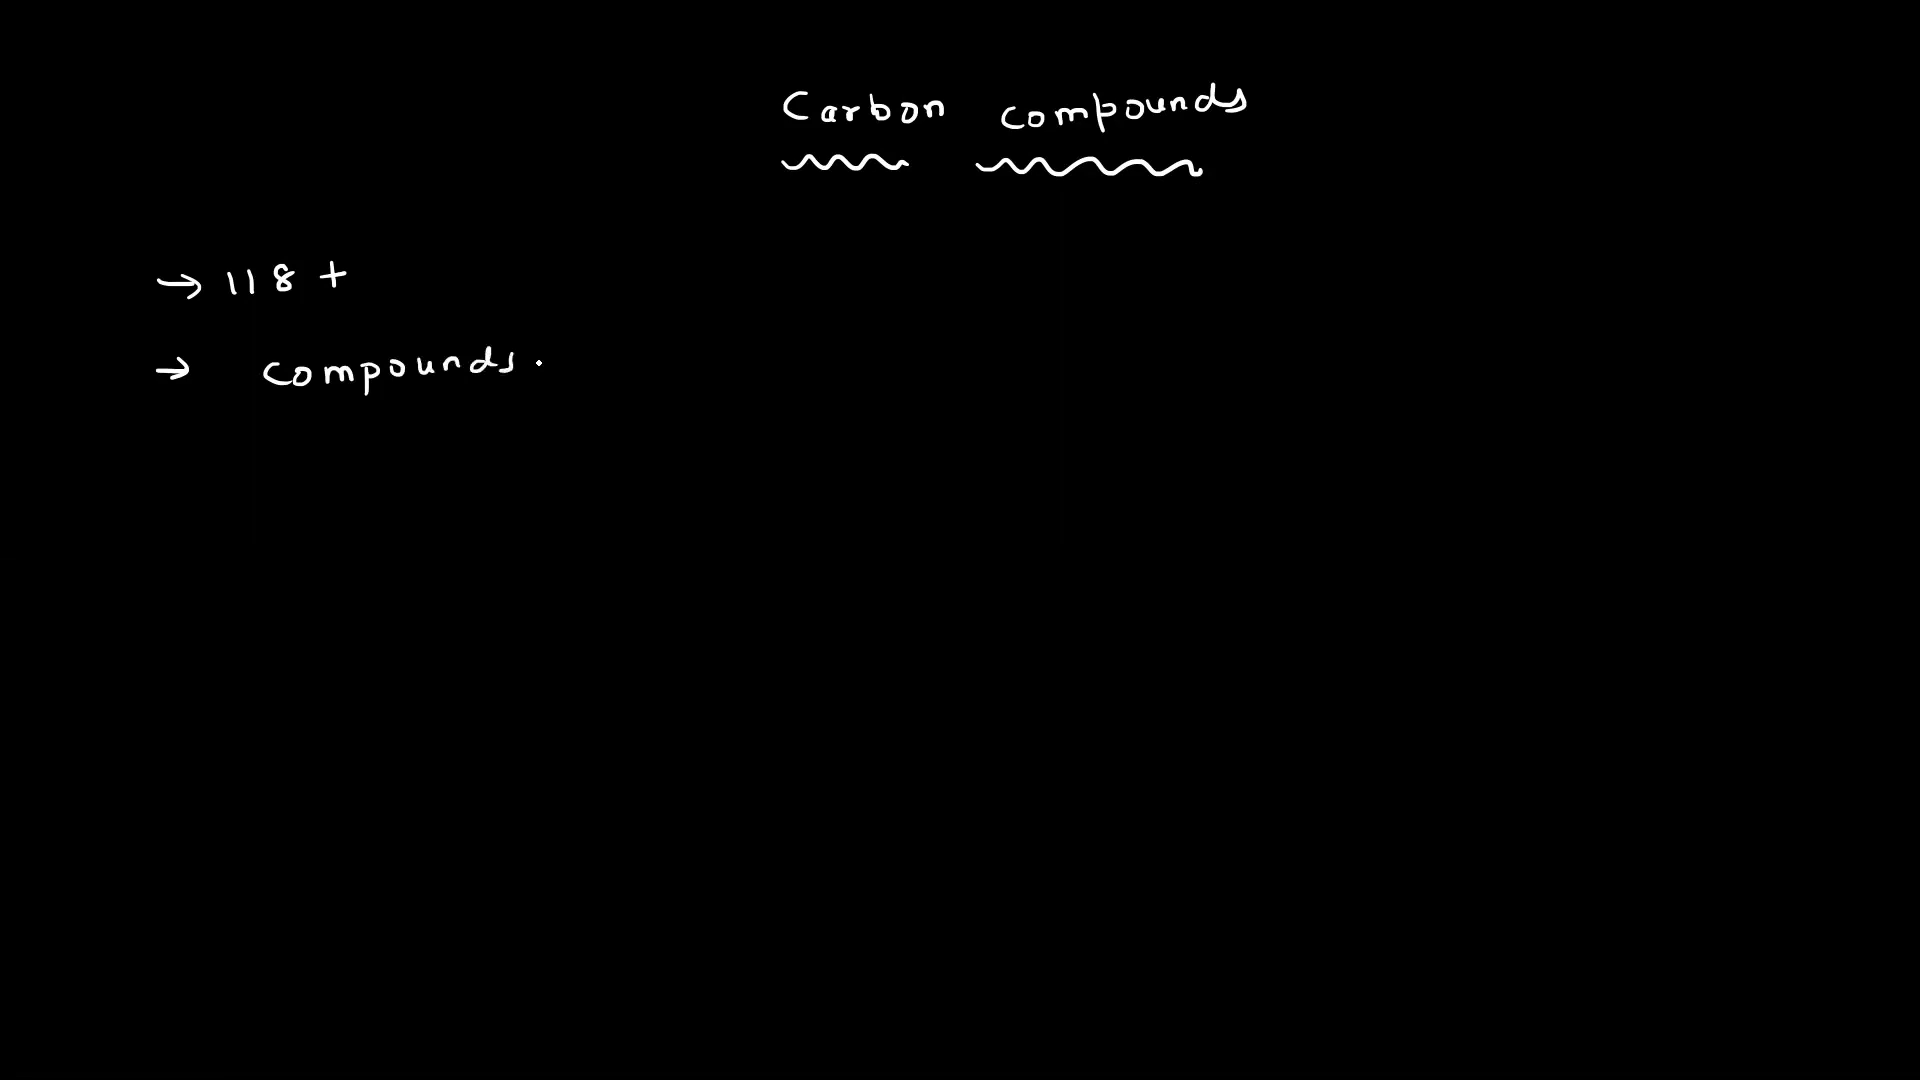 Carbon compounds
→ 118 +
→ compounds.